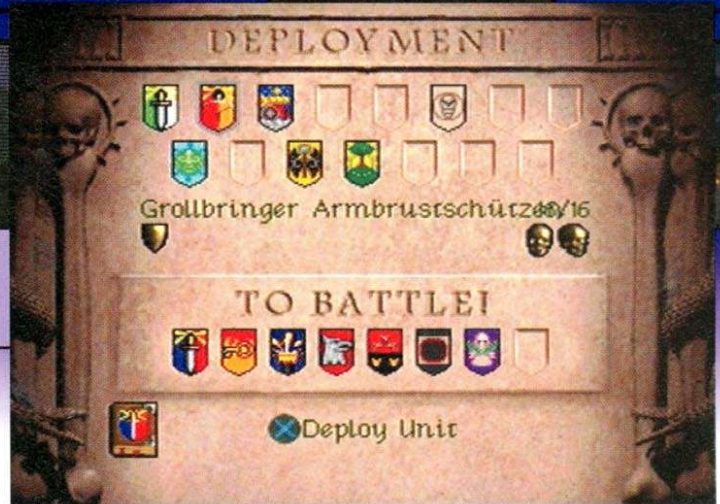 DEPLOYMENT
Grollbringer Armbrustschütz /16
TO BATTLE!
Deploy Unit